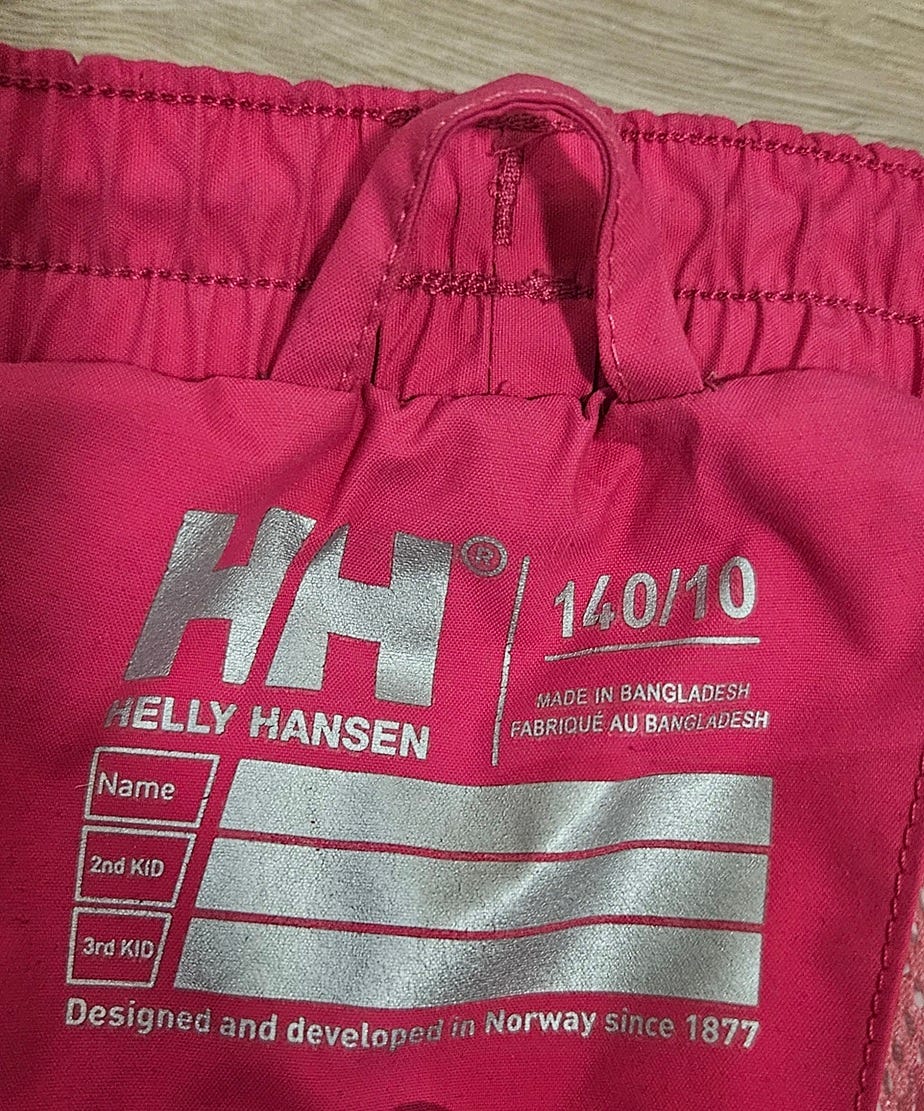 HH®
HELLY HANSEN
140/10
MADE IN BANGLADESH
FABRIQUÉ AU BANGLADESH
Name
2nd KID
3rd KID
Designed and developed in Norway since 1877